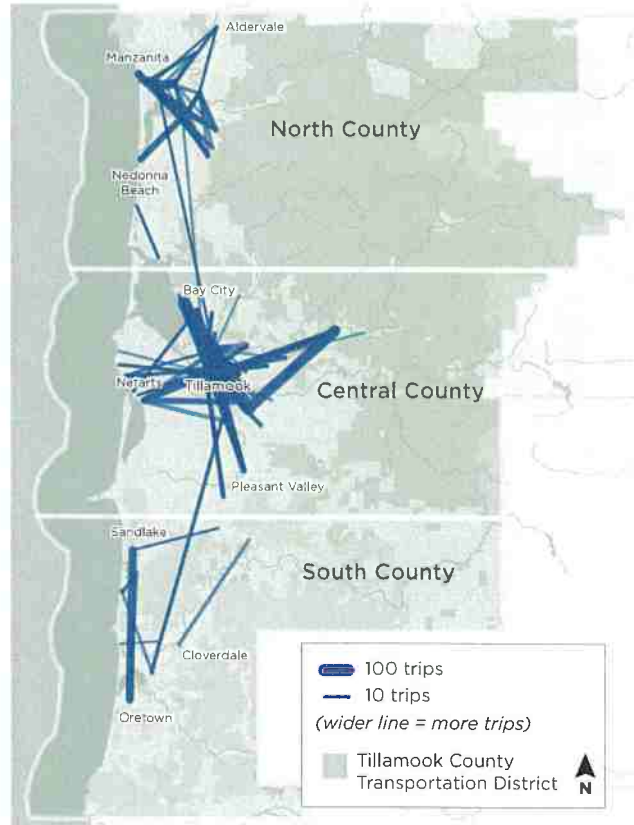 Aldervale
Manzanita
North County
Nedonna
Beach
Bay City
Netarts
Tillamook
Central County
Pleasant Valley
Sandlake
South County
Cloverdale
Oretown
100 trips
10 trips
(wider line = more trips)
Tillamook County
Transportation District
N